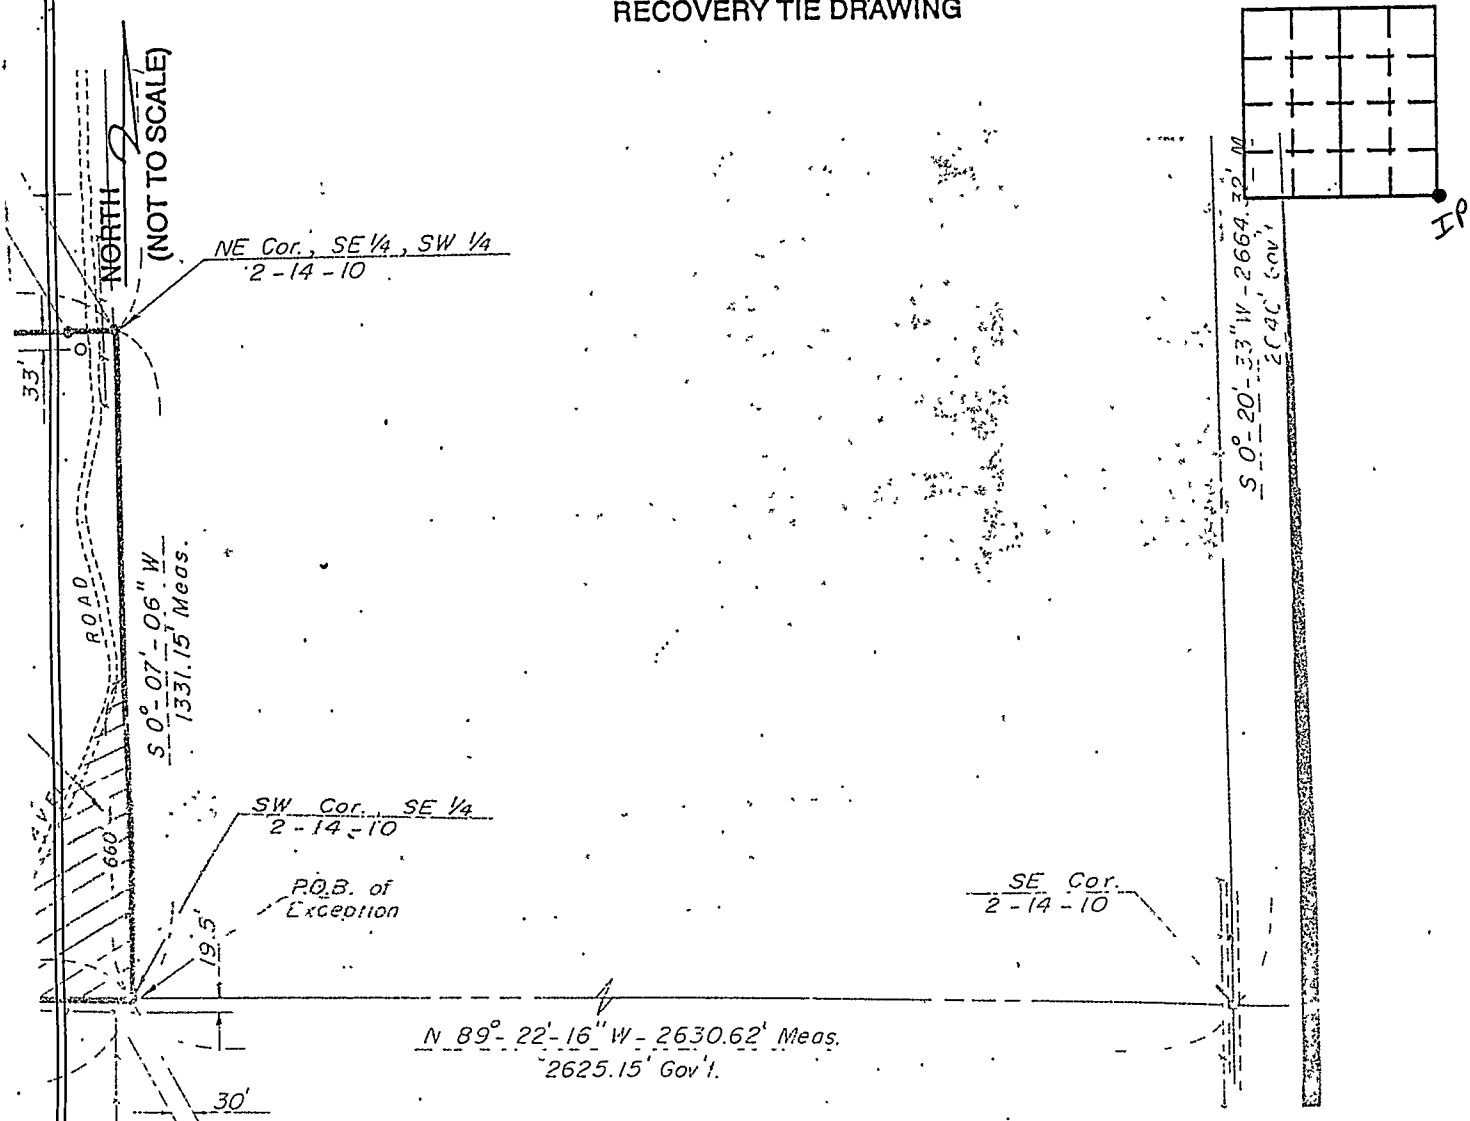 RECOVERY TIE DRAWING
NORTH
(NOT TO SCALE)
IP
NE Cor., SE 1/4, SW 1/4
2-14-10
33'
ROAD
S 0°-07'-06" W
1331.15' Meas.
S 0°-20'-33" W - 2664.32' M
SW Cor., SE 1/4
2-14-10
660'
P.O.B. of
Exception
19.5'
SE Cor.
2-14-10
N 89°-22'-16" W - 2630.62' Meas.
2625.15' Gov't.
30'